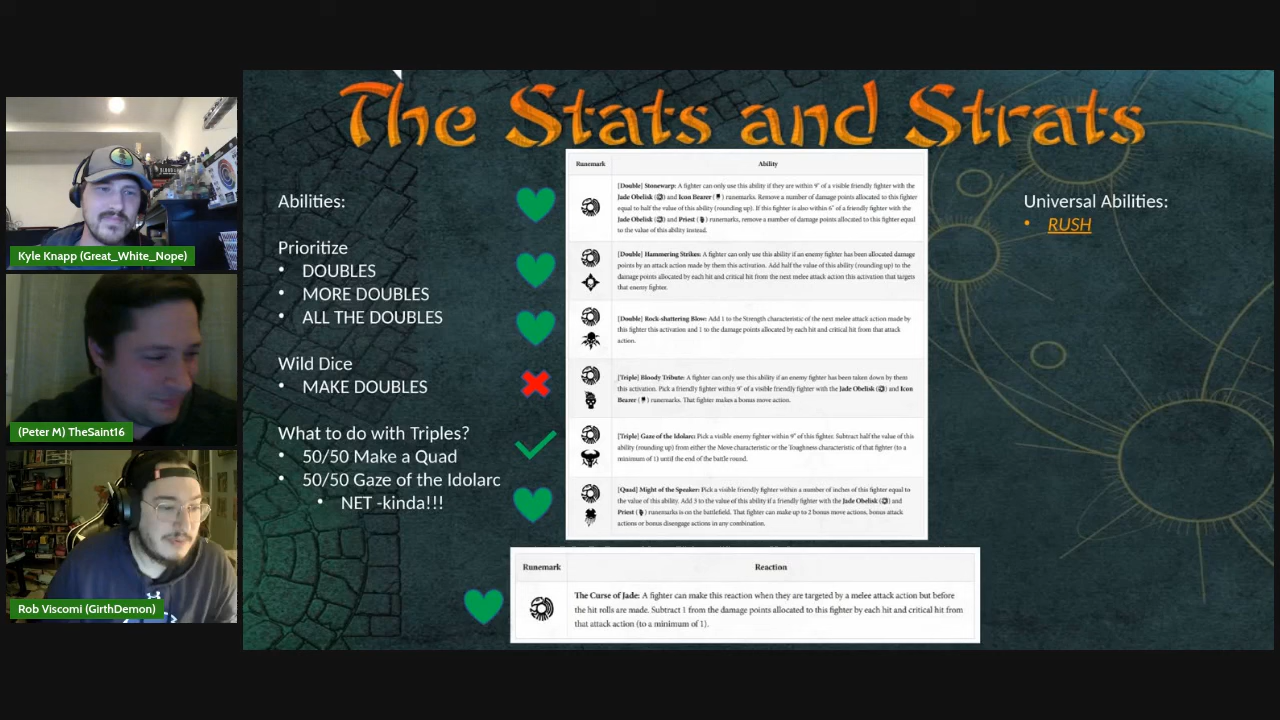 The Stats and Strats
Kyle Knapp (Great_White_Nope)
(Peter M) TheSaint16
Rob Viscomi (GirthDemon)
Abilities:
Prioritize
• DOUBLES
• MORE DOUBLES
• ALL THE DOUBLES
Wild Dice
• MAKE DOUBLES
What to do with Triples?
• 50/50 Make a Quad
• 50/50 Gaze of the Idolarc
• NET -kinda!!!
Runemark Ability
[Double] Stonewarp: A fighter can only use this ability if they are within 9" of a visible friendly fighter with the
Jade Obelisk () and Icon Bearer () runemarks. Remove a number of damage points allocated to this fighter
equal to half the value of this ability (rounding up). If this fighter is also within 6" of a friendly fighter with the
Jade Obelisk () and Priest () runemarks, remove a number of damage points allocated to this fighter equal
to the value of this ability instead.
[Double] Hammering Strikes: A fighter can only use this ability if an enemy fighter has been allocated damage
points by an attack action made by them this activation. Add half the value of this ability (rounding up) to the
damage points allocated by each hit and critical hit from the next melee attack action this activation that targets
that enemy fighter.
[Double] Rock-shattering Blow: Add 1 to the Strength characteristic of the next melee attack action made by
this fighter this activation and 1 to the damage points allocated by each hit and critical hit from that attack
action.
[Triple] Bloody Tribute: A fighter can only use this ability if an enemy fighter has been taken down by them
this activation. Pick a friendly fighter within 9" of a visible friendly fighter with the Jade Obelisk () and Icon
Bearer () runemarks. That fighter makes a bonus move action.
[Triple] Gaze of the Idolarc: Pick a visible enemy fighter within 9" of this fighter. Subtract half the value of this
ability (rounding up) from either the Move characteristic or the Toughness characteristic of that fighter (to a
minimum of 1) until the end of the battle round.
[Quad] Might of the Speaker: Pick a visible friendly fighter within a number of inches of this fighter equal to
the value of this ability. Add 3 to the value of this ability if a friendly fighter with the Jade Obelisk () and
Priest () runemarks is on the battlefield. That fighter can make up to 2 bonus move actions, bonus attack
actions or bonus disengage actions in any combination.
Runemark Reaction
The Curse of Jade: A fighter can make this reaction when they are targeted by a melee attack action but before
the hit rolls are made. Subtract 1 from the damage points allocated to this fighter by each hit and critical hit from
that attack action (to a minimum of 1).
Universal Abilities:
• RUSH